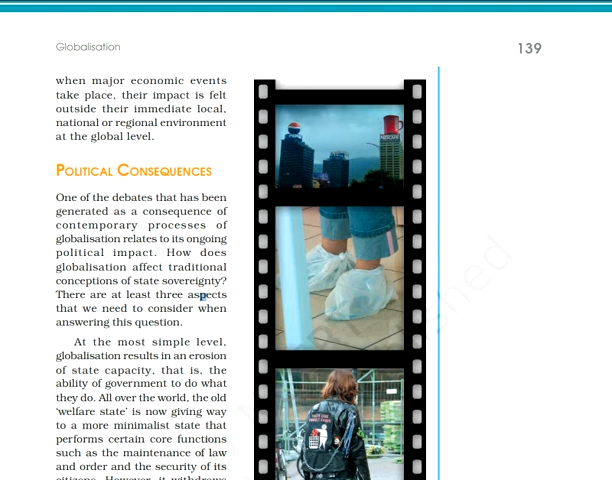 Globalisation
139
when major economic events
take place, their impact is felt
outside their immediate local,
national or regional environment
at the global level.
POLITICAL CONSEQUENCES
One of the debates that has been
generated as a consequence of
contemporary processes of
globalisation relates to its ongoing
political impact. How does
globalisation affect traditional
conceptions of state sovereignty?
There are at least three aspects
that we need to consider when
answering this question.
At the most simple level,
globalisation results in an erosion
of state capacity, that is, the
ability of government to do what
they do. All over the world, the old
‘welfare state’ is now giving way
to a more minimalist state that
performs certain core functions
such as the maintenance of law
and order and the security of its
citizens. However, it withdraws